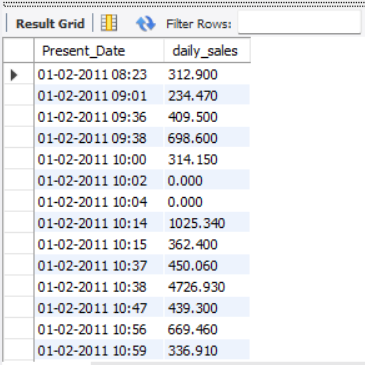 Result Grid Filter Rows:
Present_Date daily_sales
01-02-2011 08:23 312.900
01-02-2011 09:01 234.470
01-02-2011 09:36 409.500
01-02-2011 09:38 698.600
01-02-2011 10:00 314.150
01-02-2011 10:02 0.000
01-02-2011 10:04 0.000
01-02-2011 10:14 1025.340
01-02-2011 10:15 362.400
01-02-2011 10:37 450.060
01-02-2011 10:38 4726.930
01-02-2011 10:47 439.300
01-02-2011 10:56 669.460
01-02-2011 10:59 336.910